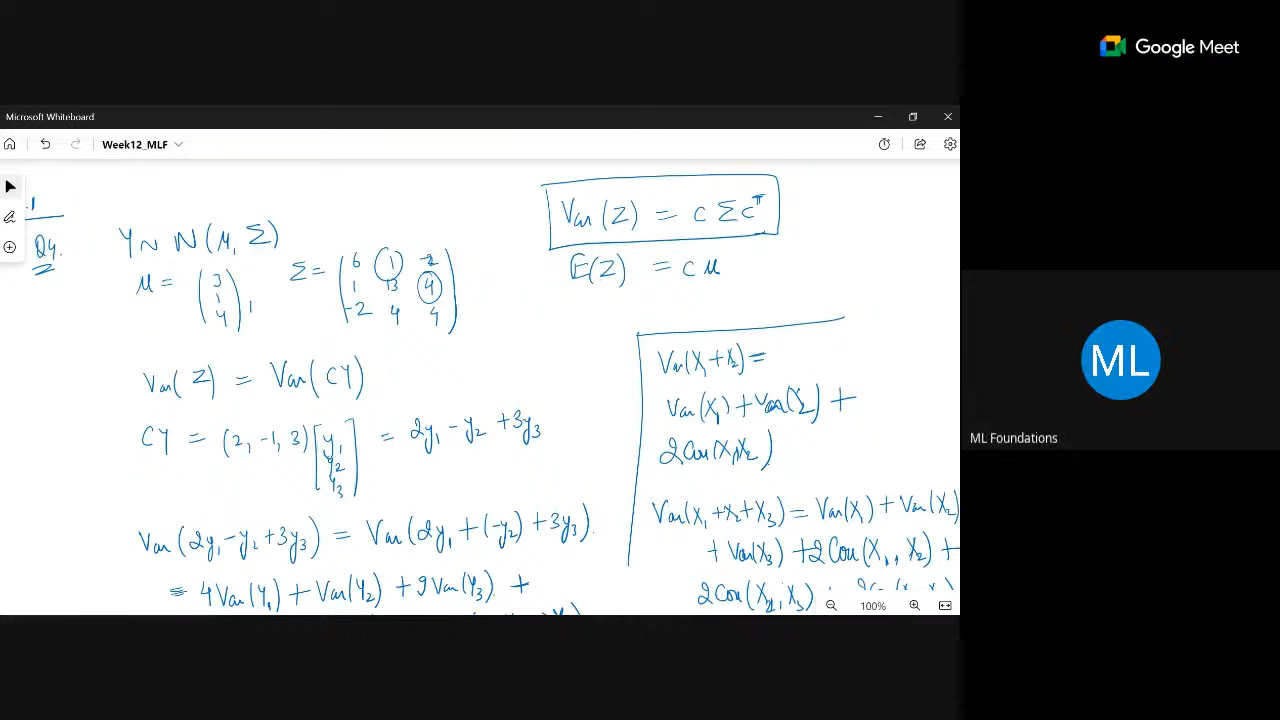 Google Meet
Microsoft Whiteboard
Week12_MLF
.1
Q4.
Y ~ N(μ, Σ)
μ = (3 1 4),
Σ = (6 1 -2
1 13 4
-2 4 4)
Var(Z) = Var(CY)
CY = (2, -1, 3) [y1 y2 y3] = 2y1 - y2 + 3y3
Var(2y1 - y2 + 3y3) = Var(2y1 + (-y2) + 3y3).
= 4Var(Y1) + Var(Y2) + 9Var(Y3) +
Var(Z) = C Σ C^T
E(Z) = C μ
Var(X1 + X2) =
Var(X1) + Var(X2) +
2Cov(X1, X2)
Var(X1 + X2 + X3) = Var(X1) + Var(X2)
+ Var(X3) + 2Cov(X1, X2) +
2Cov(X2, X3)
100%
ML
ML Foundations